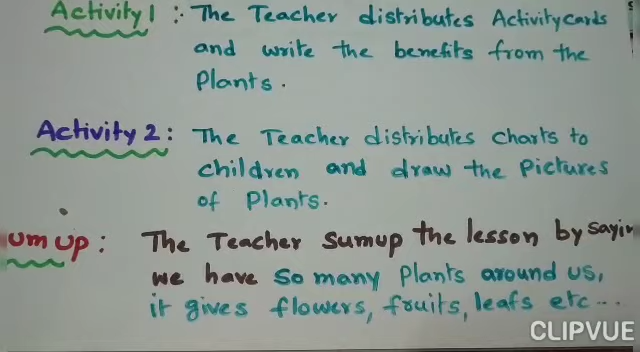 Activity 1 :- The Teacher distributes Activity cards
and write the benefits from the
Plants.
Activity 2 : The Teacher distributes charts to
children and draw the Pictures
of Plants.
um up : The Teacher sumup the lesson by sayin
we have so many Plants around us,
it gives flowers, fruits, leafs etc...
CLIPVUE